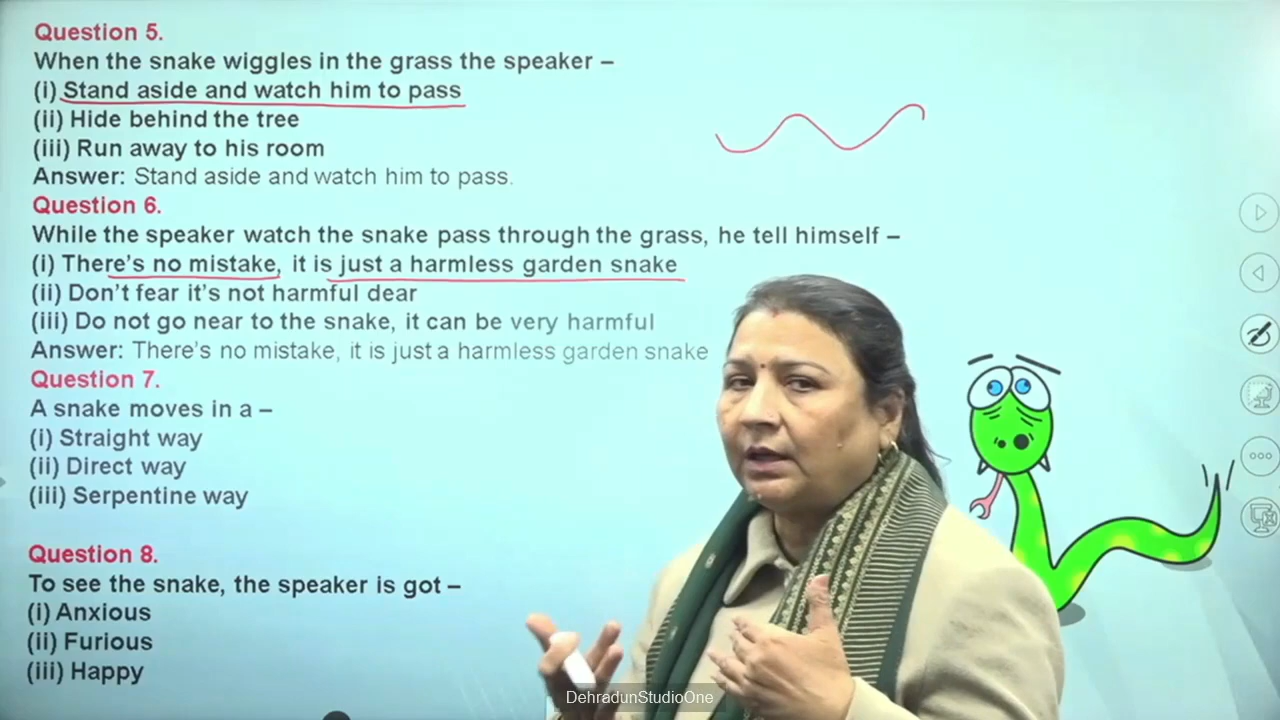 Question 5.
When the snake wiggles in the grass the speaker –
(i) Stand aside and watch him to pass
(ii) Hide behind the tree
(iii) Run away to his room
Answer: Stand aside and watch him to pass.
Question 6.
While the speaker watch the snake pass through the grass, he tell himself –
(i) There's no mistake, it is just a harmless garden snake
(ii) Don't fear it's not harmful dear
(iii) Do not go near to the snake, it can be very harmful
Answer: There's no mistake, it is just a harmless garden snake
Question 7.
A snake moves in a –
(i) Straight way
(ii) Direct way
(iii) Serpentine way
Question 8.
To see the snake, the speaker is got –
(i) Anxious
(ii) Furious
(iii) Happy
DehradunStudioOne